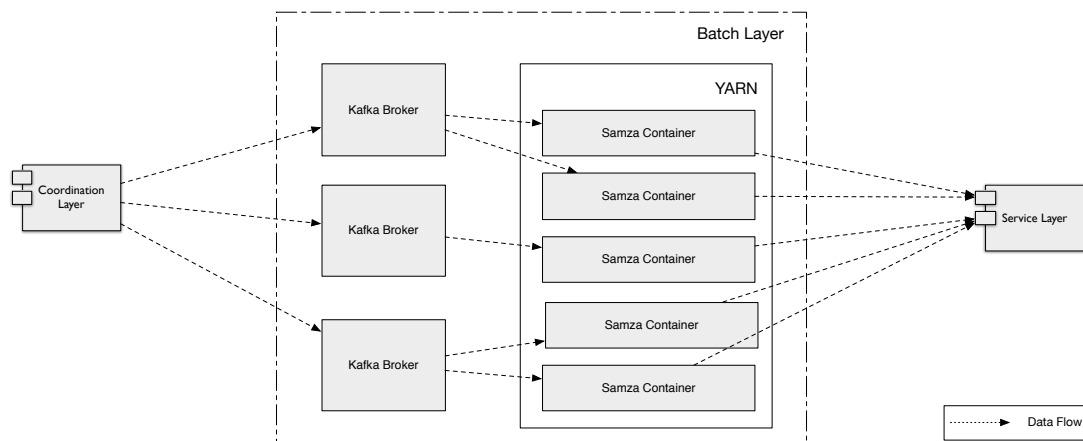 Batch Layer
YARN
Kafka Broker
Samza Container
Samza Container
Coordination
Layer
Kafka Broker
Service Layer
Samza Container
Samza Container
Kafka Broker
Samza Container
Data Flow